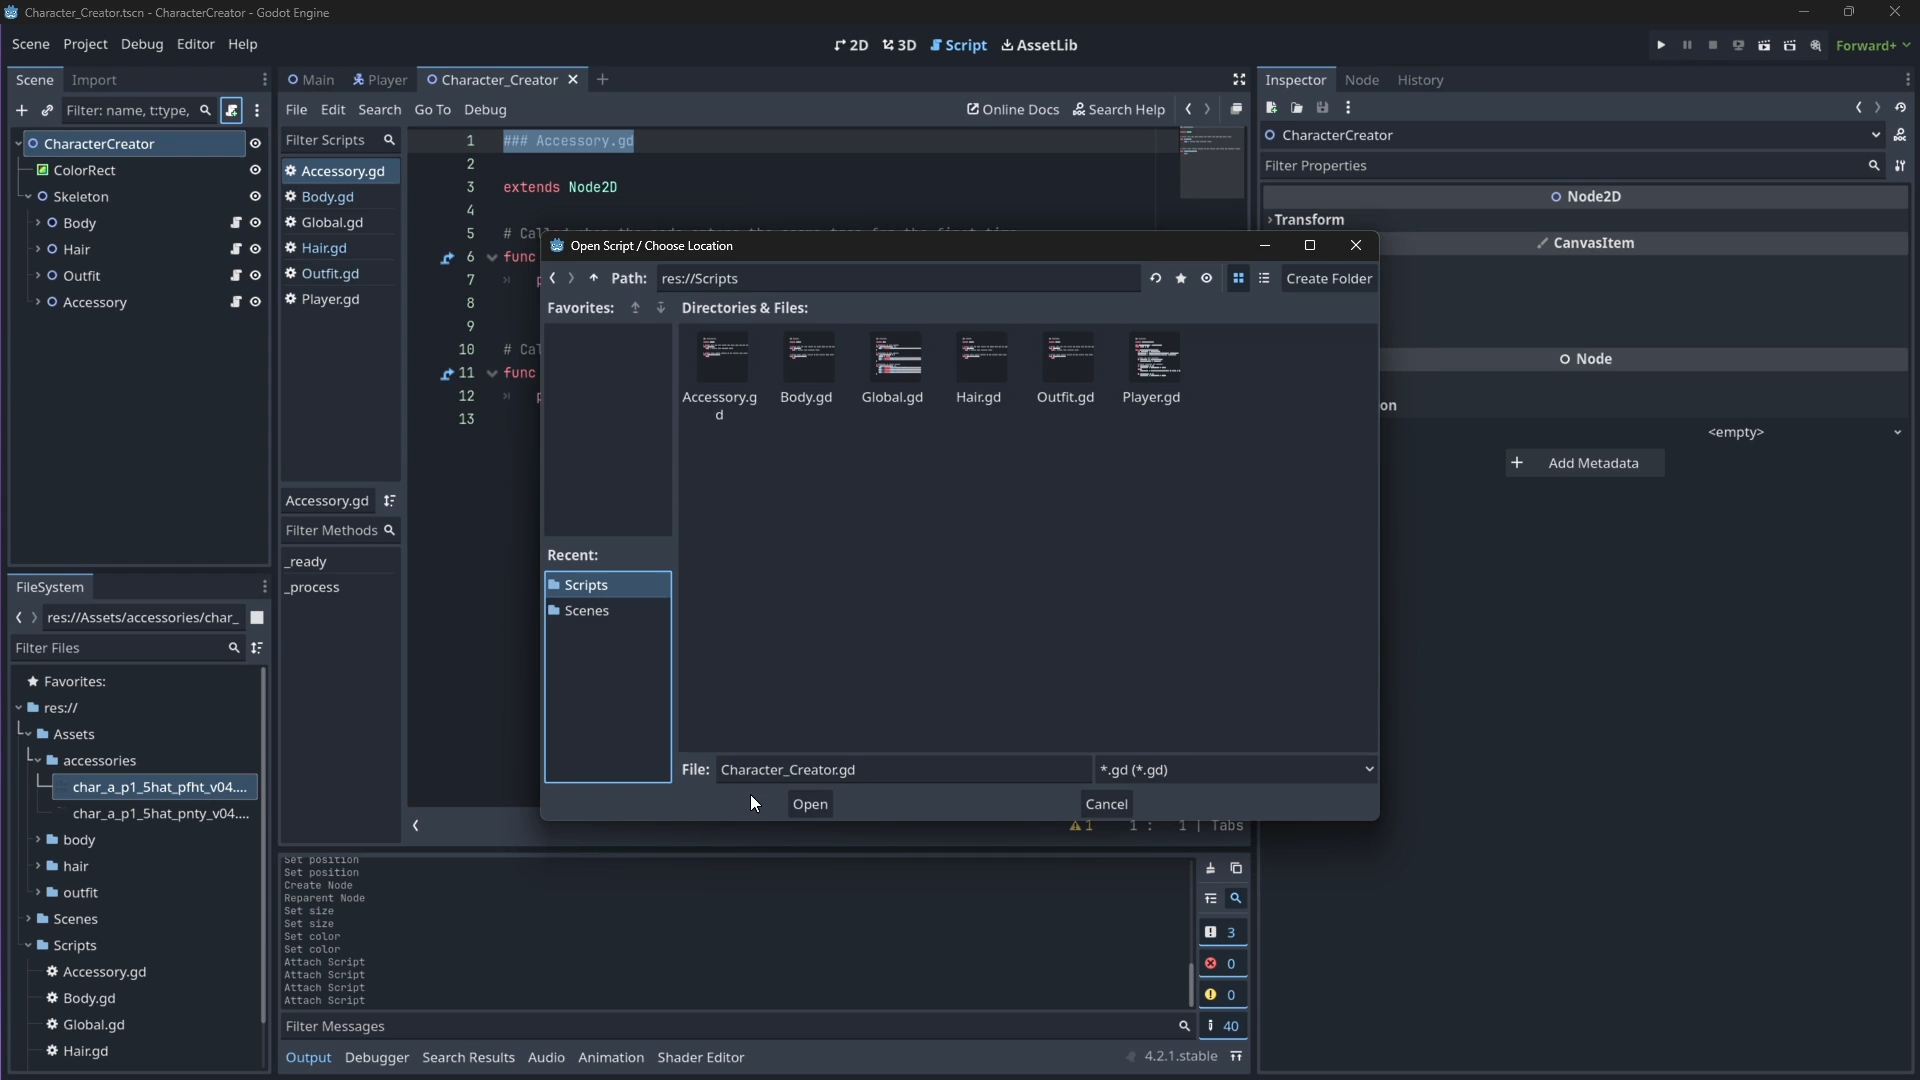 Character_Creator.tscn - CharacterCreator - Godot Engine
Scene Project Debug Editor Help
2D 3D Script AssetLib
Forward+
Scene Import
Filter: name, t:type,
CharacterCreator
ColorRect
Skeleton
Body
Hair
Outfit
Accessory
FileSystem
res://Assets/accessories/char_
Filter Files
Favorites:
res://
Assets
accessories
char_a_p1_5hat_pfht_v04....
char_a_p1_5hat_pnty_v04....
body
hair
outfit
Scenes
Scripts
Accessory.gd
Body.gd
Global.gd
Hair.gd
Main Player Character_Creator
File Edit Search Go To Debug
Online Docs Search Help
Filter Scripts
Accessory.gd
Body.gd
Global.gd
Hair.gd
Outfit.gd
Player.gd
Accessory.gd
Filter Methods
_ready
_process
1 ### Accessory.gd
2
3 extends Node2D
4
5
6 func
7
8
9
10
11 func
12
13
1 1 : 1 | Tabs
Open Script / Choose Location
Path: res://Scripts
Create Folder
Favorites:
Directories & Files:
Accessory.g
d
Body.gd
Global.gd
Hair.gd
Outfit.gd
Player.gd
Recent:
Scripts
Scenes
File: Character_Creator.gd
*.gd (*.gd)
Open
Cancel
Set position
Set position
Create Node
Reparent Node
Set size
Set size
Set color
Set color
Attach Script
Attach Script
Attach Script
Attach Script
3
0
0
40
Filter Messages
Output Debugger Search Results Audio Animation Shader Editor
4.2.1.stable
Inspector Node History
CharacterCreator
Filter Properties
Node2D
Transform
CanvasItem
Node
on
<empty>
Add Metadata